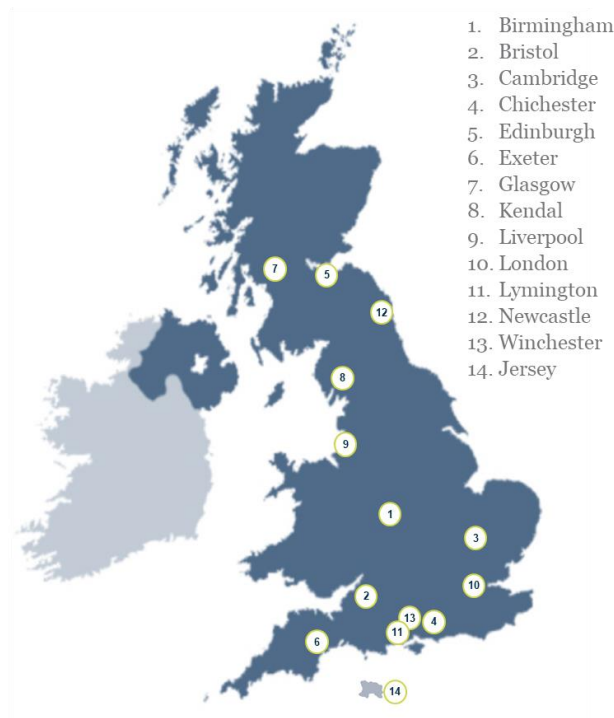 1. Birmingham
2. Bristol
3. Cambridge
4. Chichester
5. Edinburgh
6. Exeter
7. Glasgow
8. Kendal
9. Liverpool
10. London
11. Lymington
12. Newcastle
13. Winchester
14. Jersey
7
5
12
8
9
1
3
10
2
13
4
11
6
14